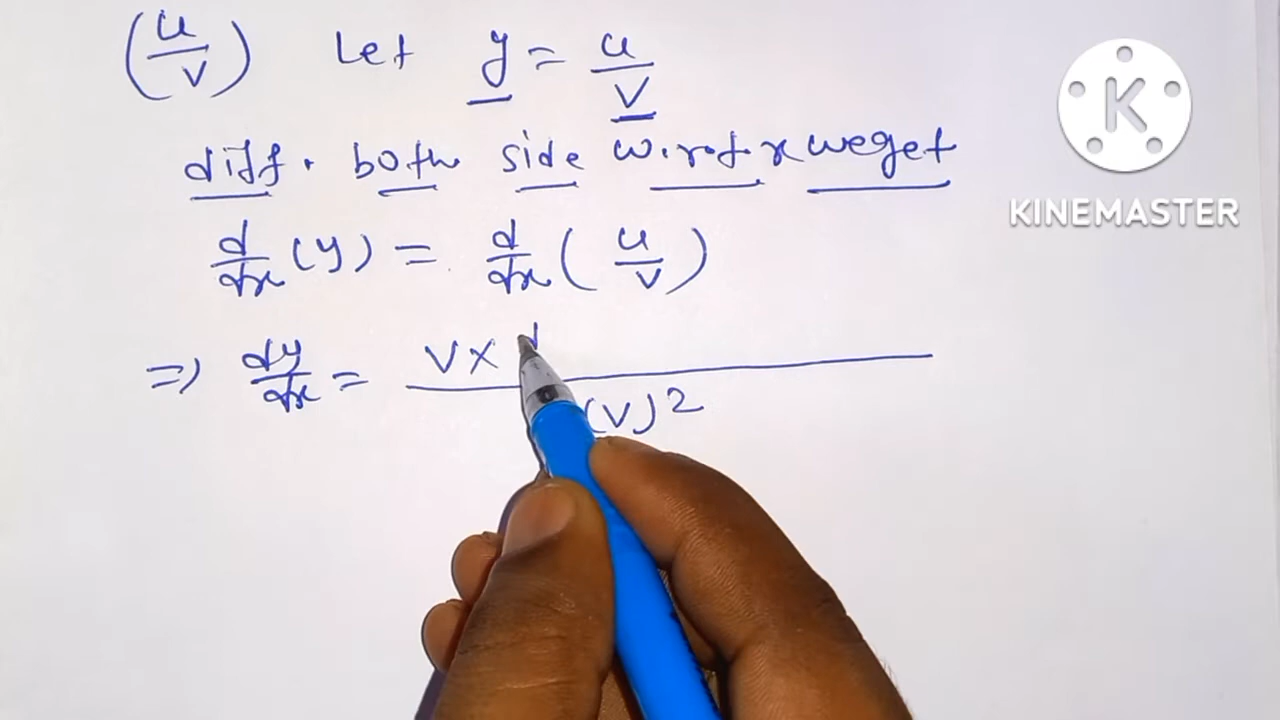 (u/v) Let y = u/v
diff. both side w.r.t x we get
d/dx (y) = d/dx (u/v)
=> dy/dx = v x d / (v)²
K
KINEMASTER